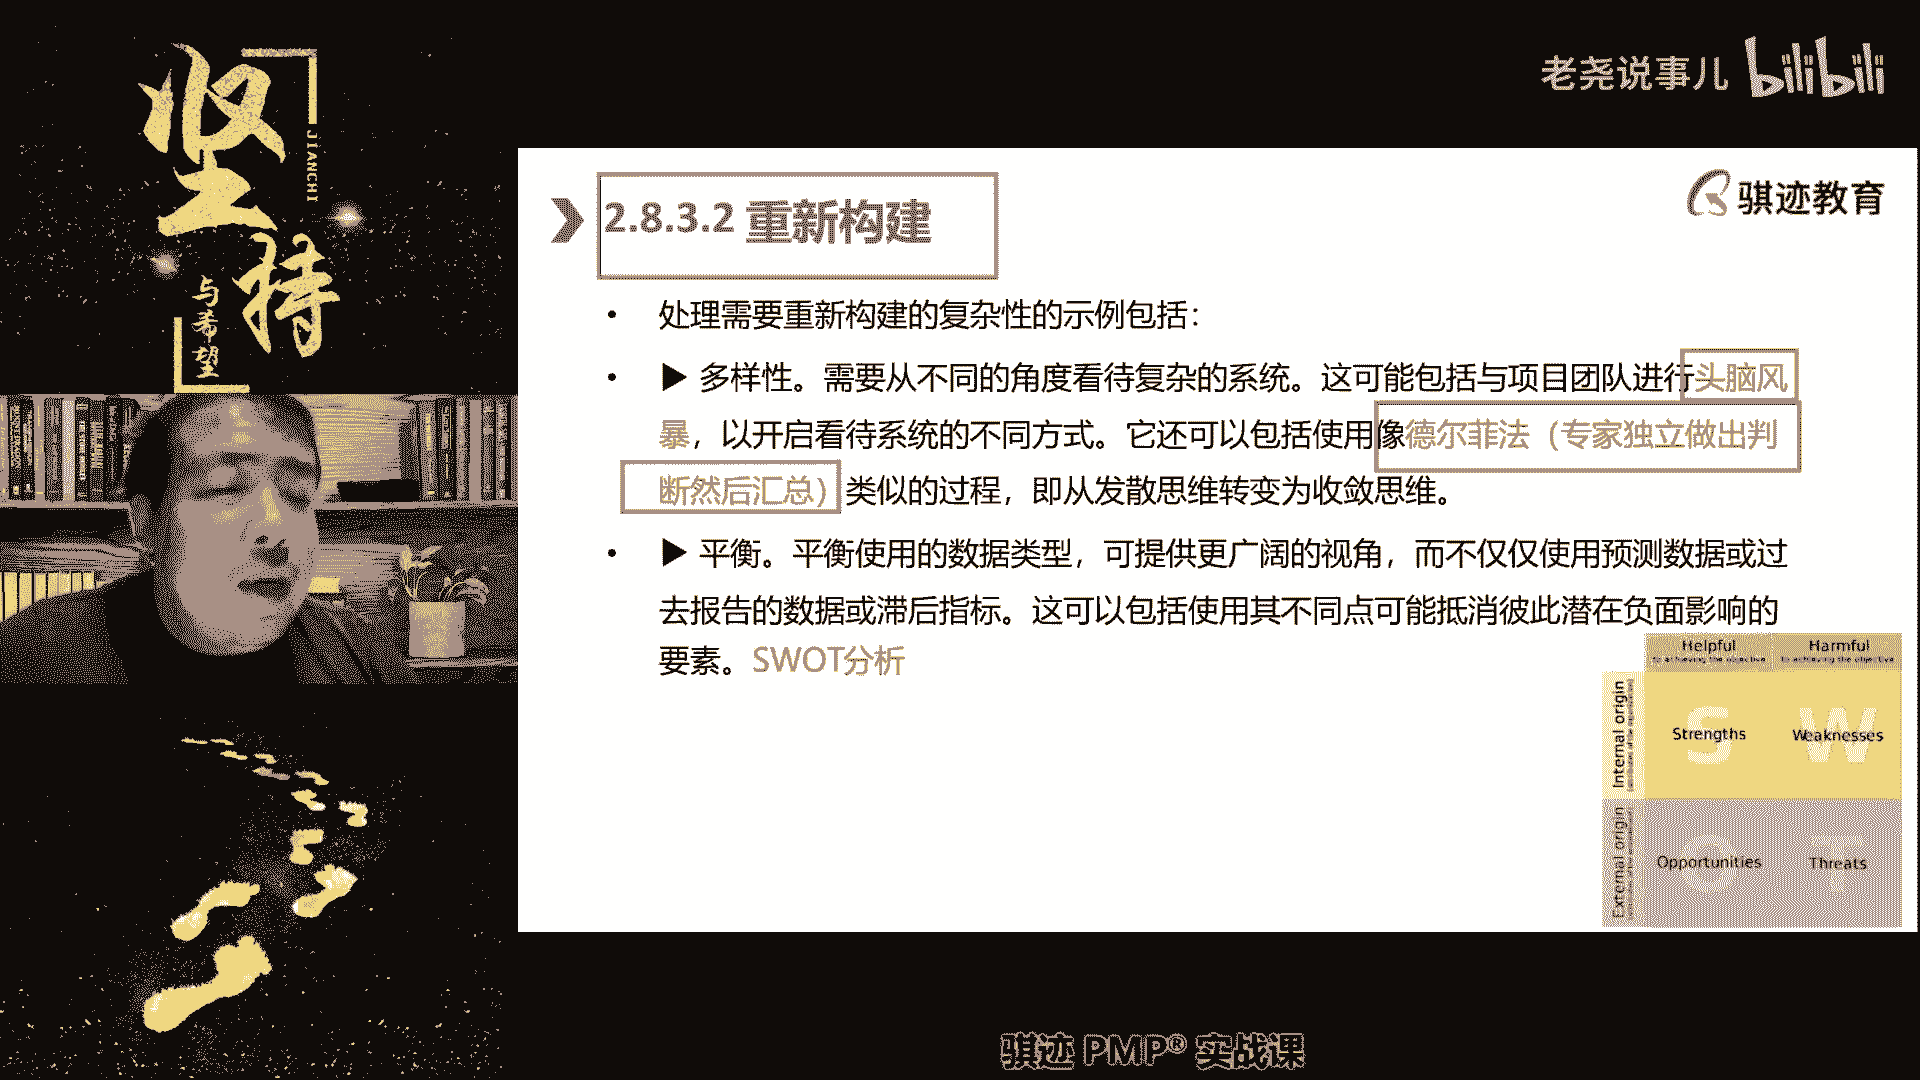 坚持
JIANCHI
与希望
老尧说事儿 bilibili
骐迹教育
2.8.3.2 重新构建
• 处理需要重新构建的复杂性的示例包括：
• ▶ 多样性。需要从不同的角度看待复杂的系统。这可能包括与项目团队进行头脑风
暴，以开启看待系统的不同方式。它还可以包括使用像德尔菲法（专家独立做出判
断然后汇总）类似的过程，即从发散思维转变为收敛思维。
• ▶ 平衡。平衡使用的数据类型，可提供更广阔的视角，而不仅仅使用预测数据或过
去报告的数据或滞后指标。这可以包括使用其不同点可能抵消彼此潜在负面影响的
要素。SWOT分析
Helpful
to achieving the objective
Harmful
to achieving the objective
Internal origin
S
Strengths
W
Weaknesses
External origin
O
Opportunities
T
Threats
骐迹 PMP® 实战课